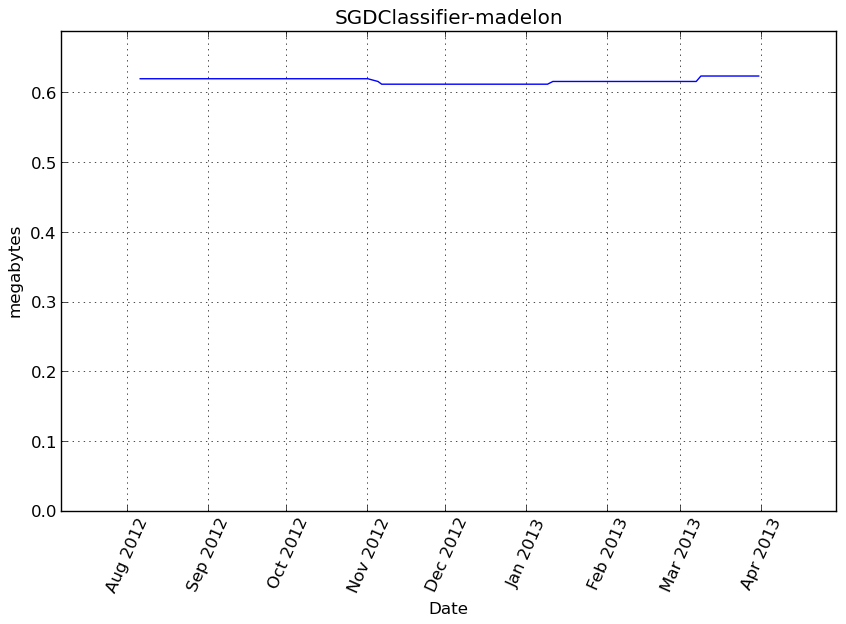 SGDClassifier-madelon
megabytes
0.6
0.5
0.4
0.3
0.2
0.1
0.0
Aug 2012
Sep 2012
Oct 2012
Nov 2012
Dec 2012
Jan 2013
Feb 2013
Mar 2013
Apr 2013
Date